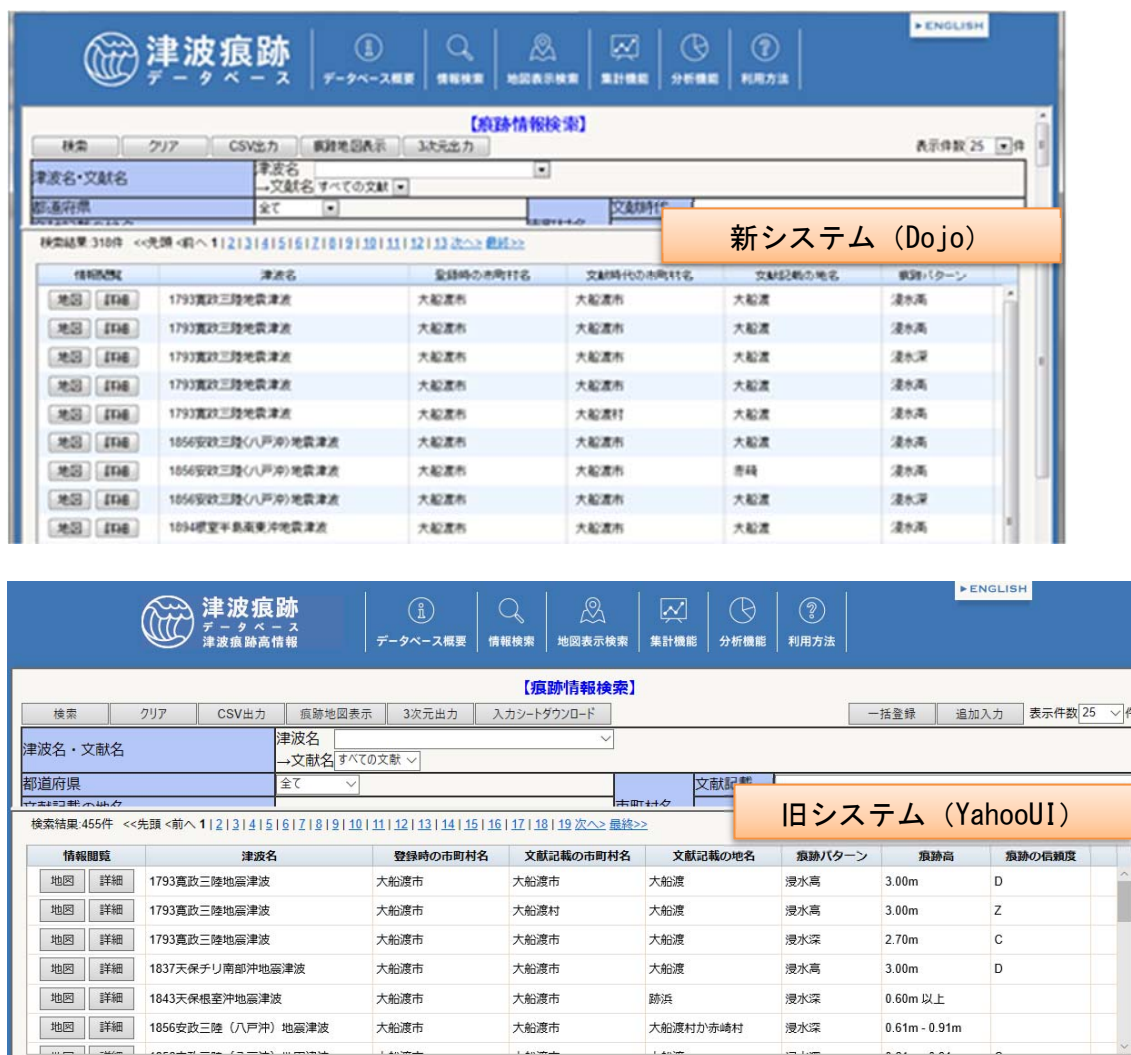 ▶ENGLISH
津波痕跡
データベース
データベース概要 情報検索 地図表示検索 集計機能 分析機能 利用方法
【痕跡情報検索】
検索 クリア CSV出力 痕跡地図表示 3次元出力 表示件数 25 件
津波名・文献名 津波名
→文献名 すべての文献
都道府県 全て 文献時代
新システム（Dojo）
検索結果:318件 <<先頭 <前へ 1 | 2 | 3 | 4 | 5 | 6 | 7 | 8 | 9 | 10 | 11 | 12 | 13 次へ> 最終>>
情報閲覧 津波名 登録時の市町村名 文献時代の市町村名 文献記載の地名 痕跡パターン
地図 詳細 1793寛政三陸地震津波 大船渡市 大船渡市 大船渡 浸水高
地図 詳細 1793寛政三陸地震津波 大船渡市 大船渡市 大船渡 浸水高
地図 詳細 1793寛政三陸地震津波 大船渡市 大船渡市 大船渡 浸水深
地図 詳細 1793寛政三陸地震津波 大船渡市 大船渡市 大船渡 浸水高
地図 詳細 1793寛政三陸地震津波 大船渡市 大船渡村 大船渡 浸水高
地図 詳細 1856安政三陸(八戸沖)地震津波 大船渡市 大船渡市 大船渡 浸水高
地図 詳細 1856安政三陸(八戸沖)地震津波 大船渡市 大船渡市 赤碕 浸水高
地図 詳細 1856安政三陸(八戸沖)地震津波 大船渡市 大船渡市 大船渡 浸水深
地図 詳細 1894根室半島南東沖地震津波 大船渡市 大船渡市 大船渡 浸水高
▶ENGLISH
津波痕跡
データベース
津波痕跡高情報
データベース概要 情報検索 地図表示検索 集計機能 分析機能 利用方法
【痕跡情報検索】
検索 クリア CSV出力 痕跡地図表示 3次元出力 入力シートダウンロード 一括登録 追加入力 表示件数 25
津波名・文献名 津波名
→文献名 すべての文献
都道府県 全て 文献記載
文献記載の地名 市町村名
旧システム（YahooUI）
検索結果:455件 <<先頭 <前へ 1 | 2 | 3 | 4 | 5 | 6 | 7 | 8 | 9 | 10 | 11 | 12 | 13 | 14 | 15 | 16 | 17 | 18 | 19 次へ> 最終>>
情報閲覧 津波名 登録時の市町村名 文献記載の市町村名 文献記載の地名 痕跡パターン 痕跡高 痕跡の信頼度
地図 詳細 1793寛政三陸地震津波 大船渡市 大船渡市 大船渡 浸水高 3.00m D
地図 詳細 1793寛政三陸地震津波 大船渡市 大船渡村 大船渡 浸水高 3.00m Z
地図 詳細 1793寛政三陸地震津波 大船渡市 大船渡市 大船渡 浸水深 2.70m C
地図 詳細 1837天保チリ南部沖地震津波 大船渡市 大船渡市 大船渡 浸水高 3.00m D
地図 詳細 1843天保根室沖地震津波 大船渡市 大船渡市 跡浜 浸水深 0.60m 以上
地図 詳細 1856安政三陸（八戸沖）地震津波 大船渡市 大船渡市 大船渡村か赤崎村 浸水深 0.61m - 0.91m